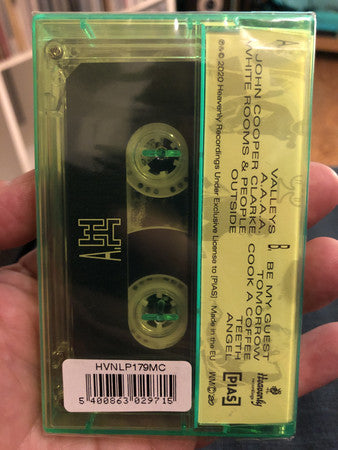 A
VALLEYS
A.A.A.A.
JOHN COOPER CLARKE
WHITE ROOMS & PEOPLE
OUTSIDE
B
BE MY GUEST
TOMORROW
COOK A COFFEE
TEETH
ANGEL
℗&© 2020 Heavenly Recordings Under Exclusive License to [PIAS] · Made in the EU
Heavenly
Recordings
[PIAS]
A
HVNLP179MC
5 400863 029715